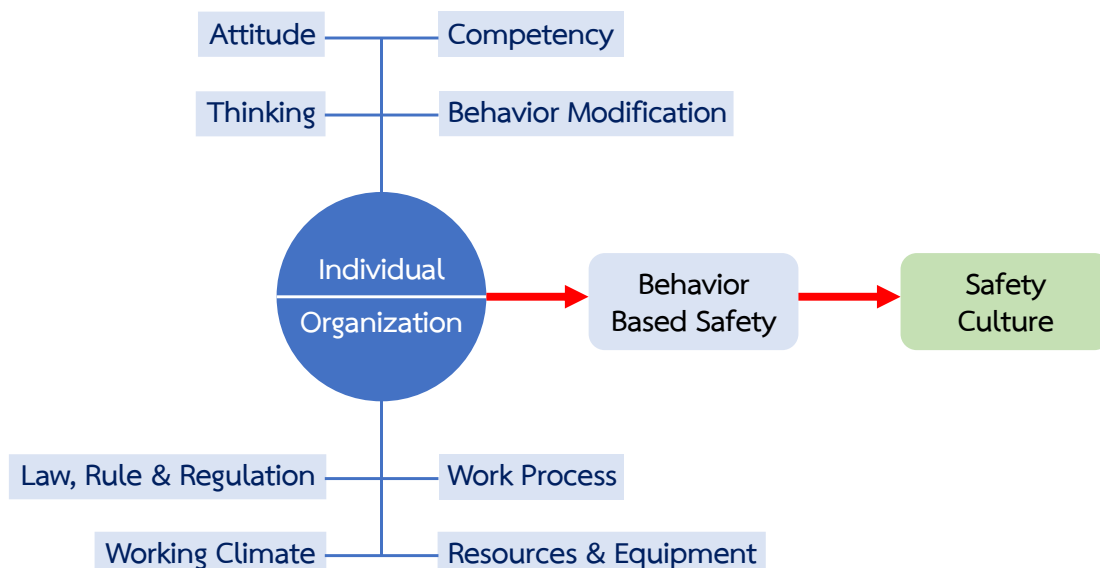 Attitude
Competency
Thinking
Behavior Modification
Individual
Organization
Behavior
Based Safety
Safety
Culture
Law, Rule & Regulation
Work Process
Working Climate
Resources & Equipment